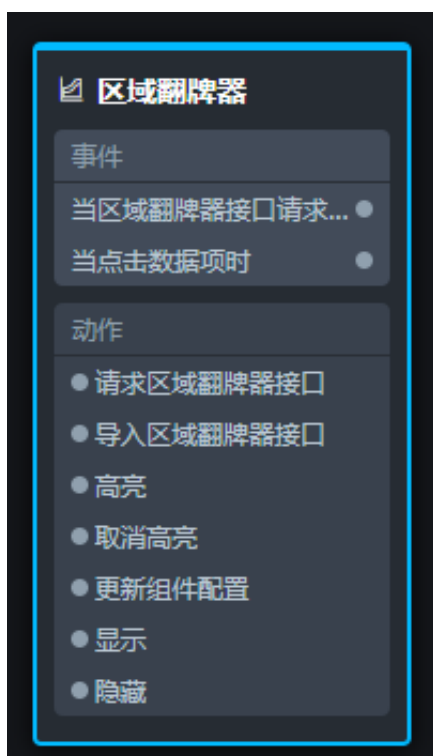 区域翻牌器
事件
当区域翻牌器接口请求...
当点击数据项时
动作
请求区域翻牌器接口
导入区域翻牌器接口
高亮
取消高亮
更新组件配置
显示
隐藏